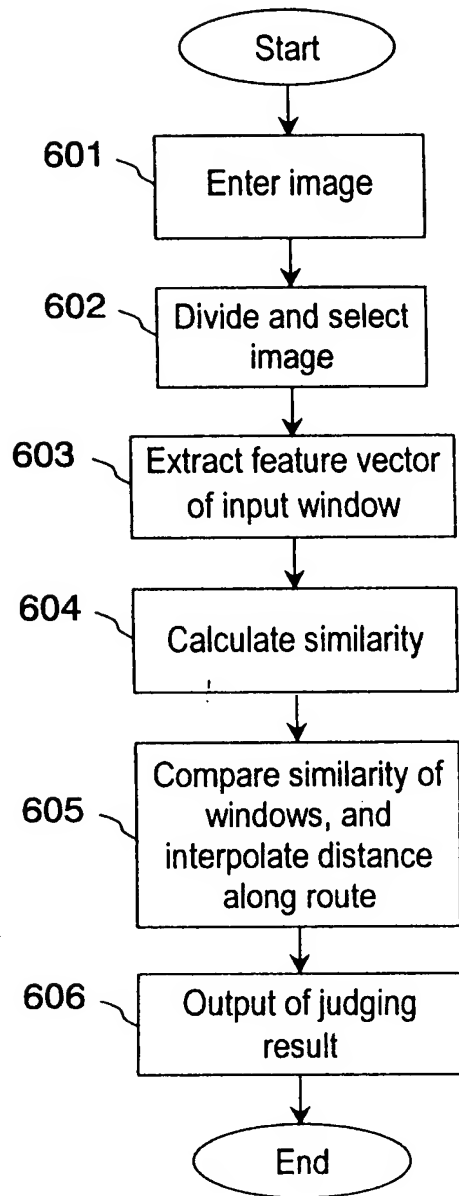 Start
601
Enter image
602
Divide and select
image
603
Extract feature vector
of input window
604
Calculate similarity
605
Compare similarity of
windows, and
interpolate distance
along route
606
Output of judging
result
End